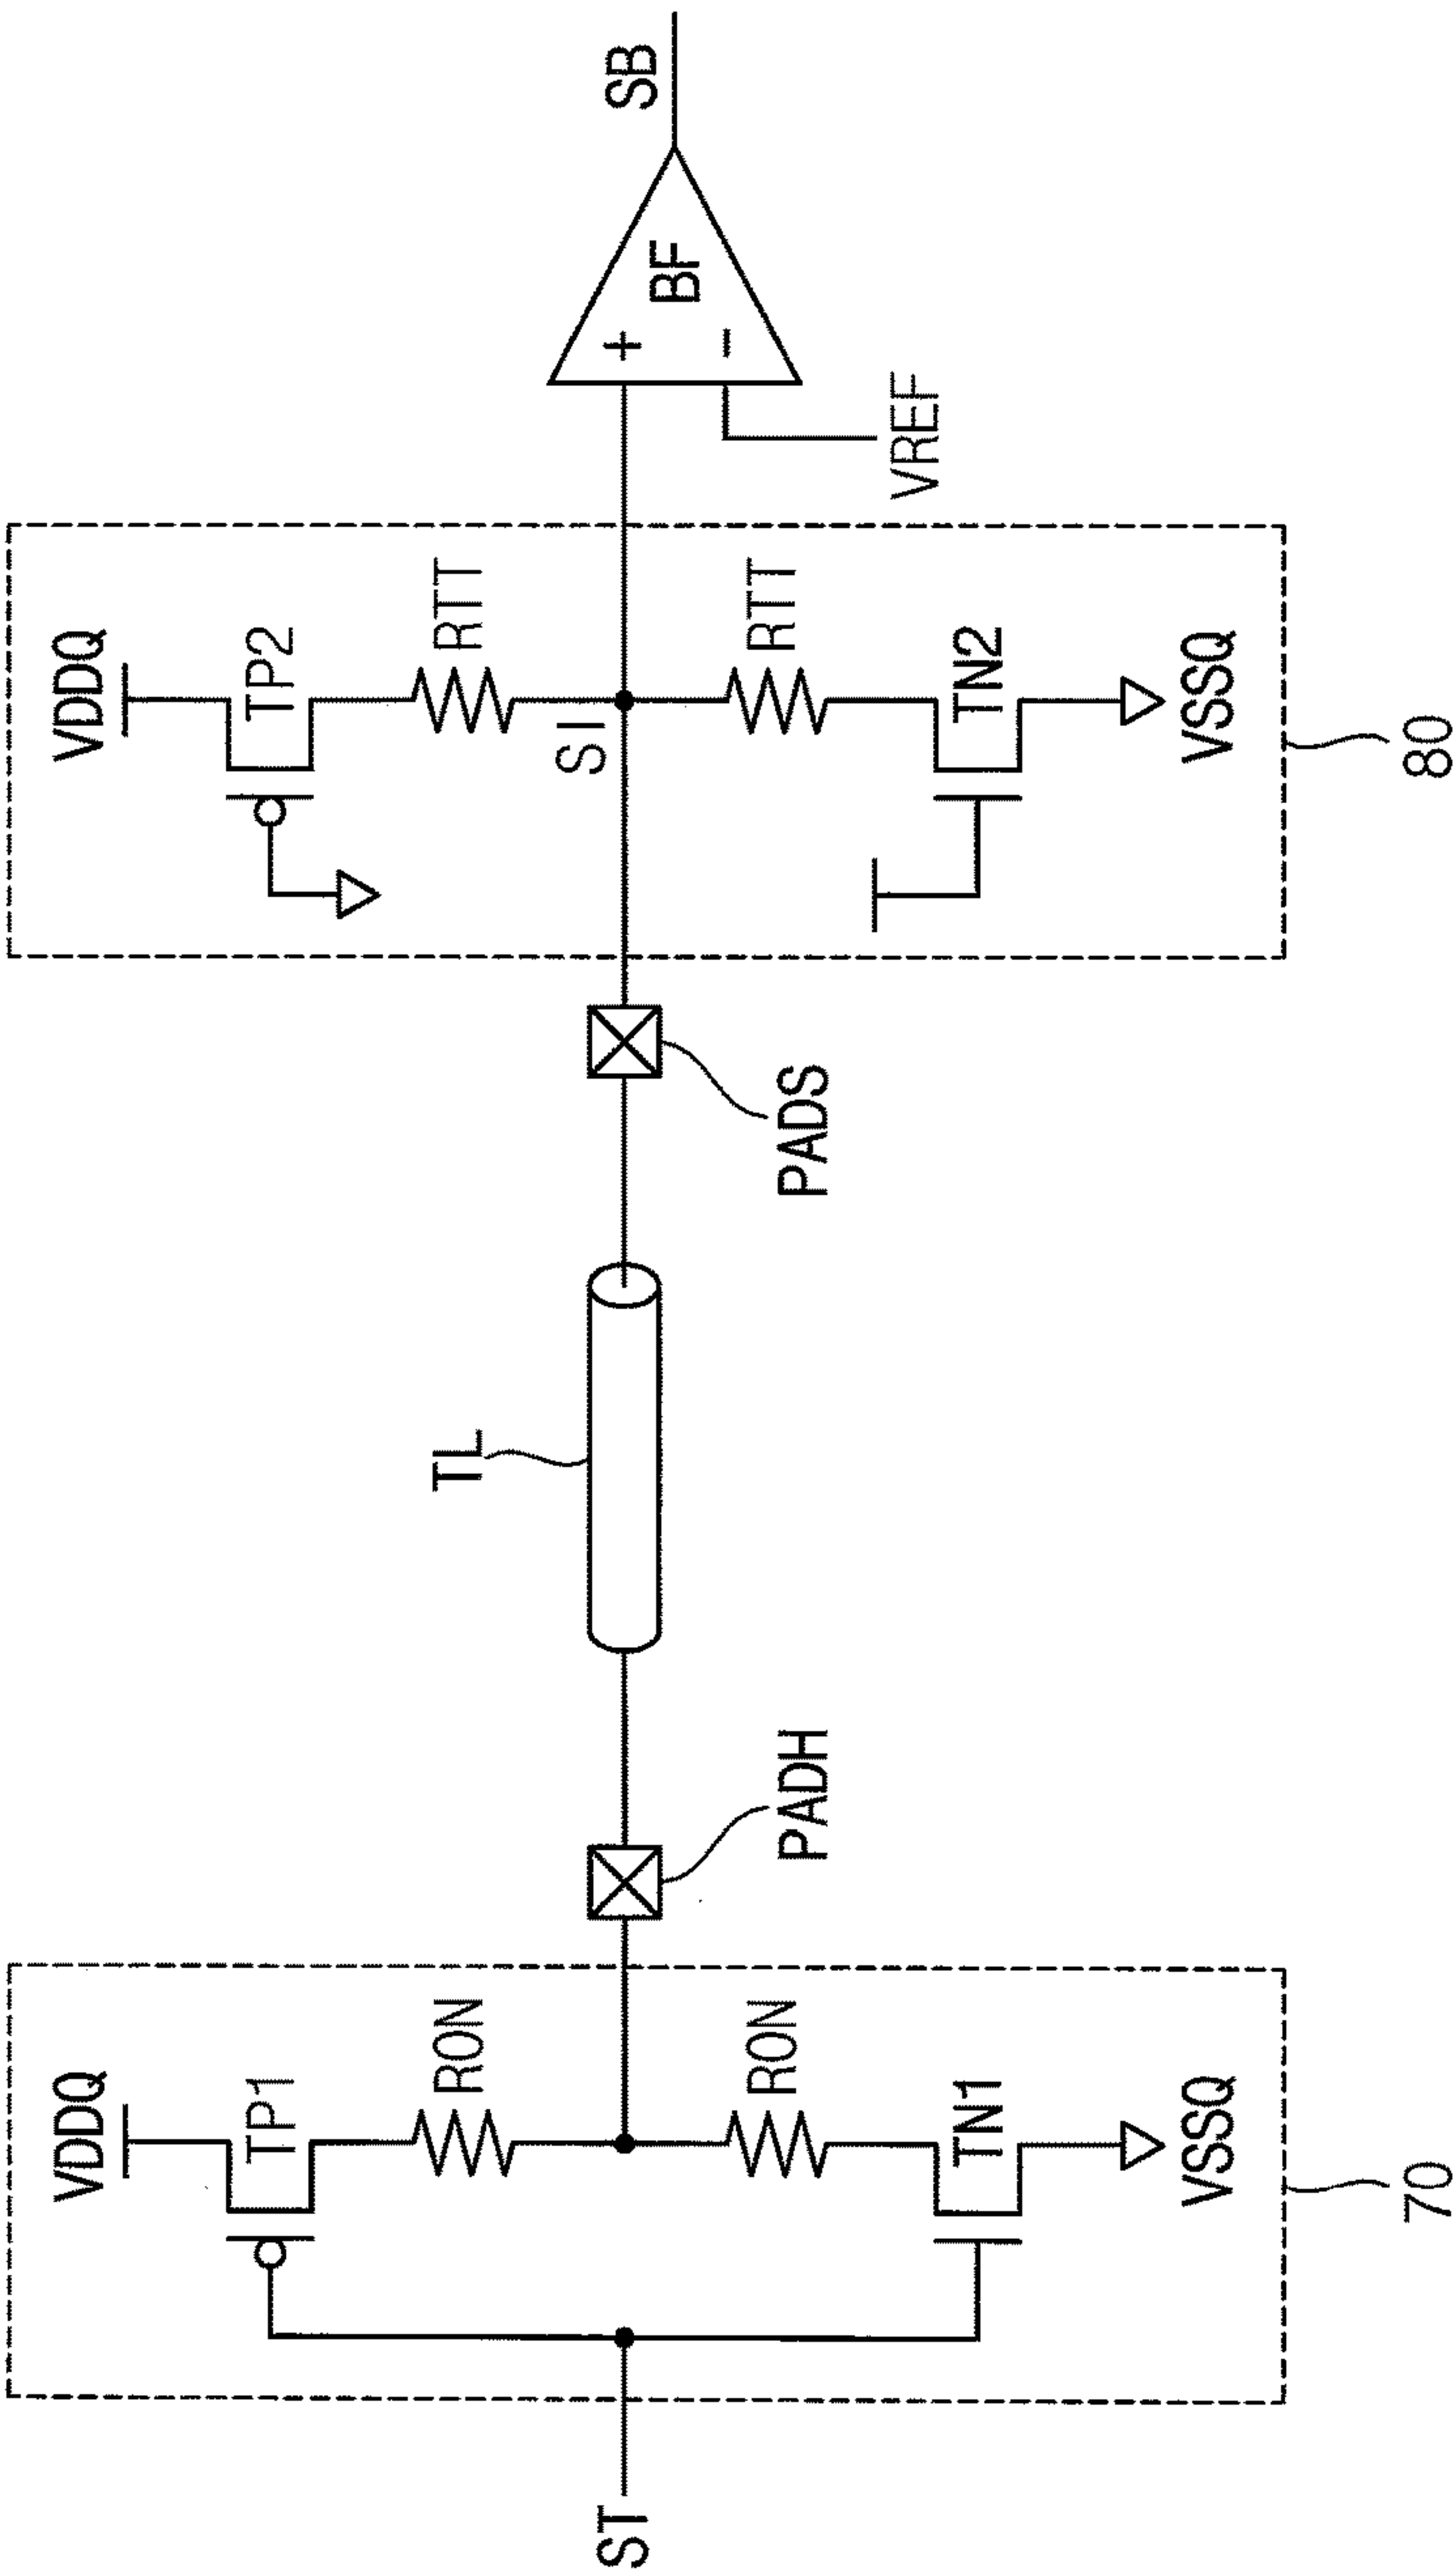 VDDQ
TP1
RON
RON
TN1
VSSQ
70
ST
PADH
TL
PADS
VDDQ
TP2
RTT
SI
RTT
TN2
VSSQ
80
+
BF
−
VREF
SB